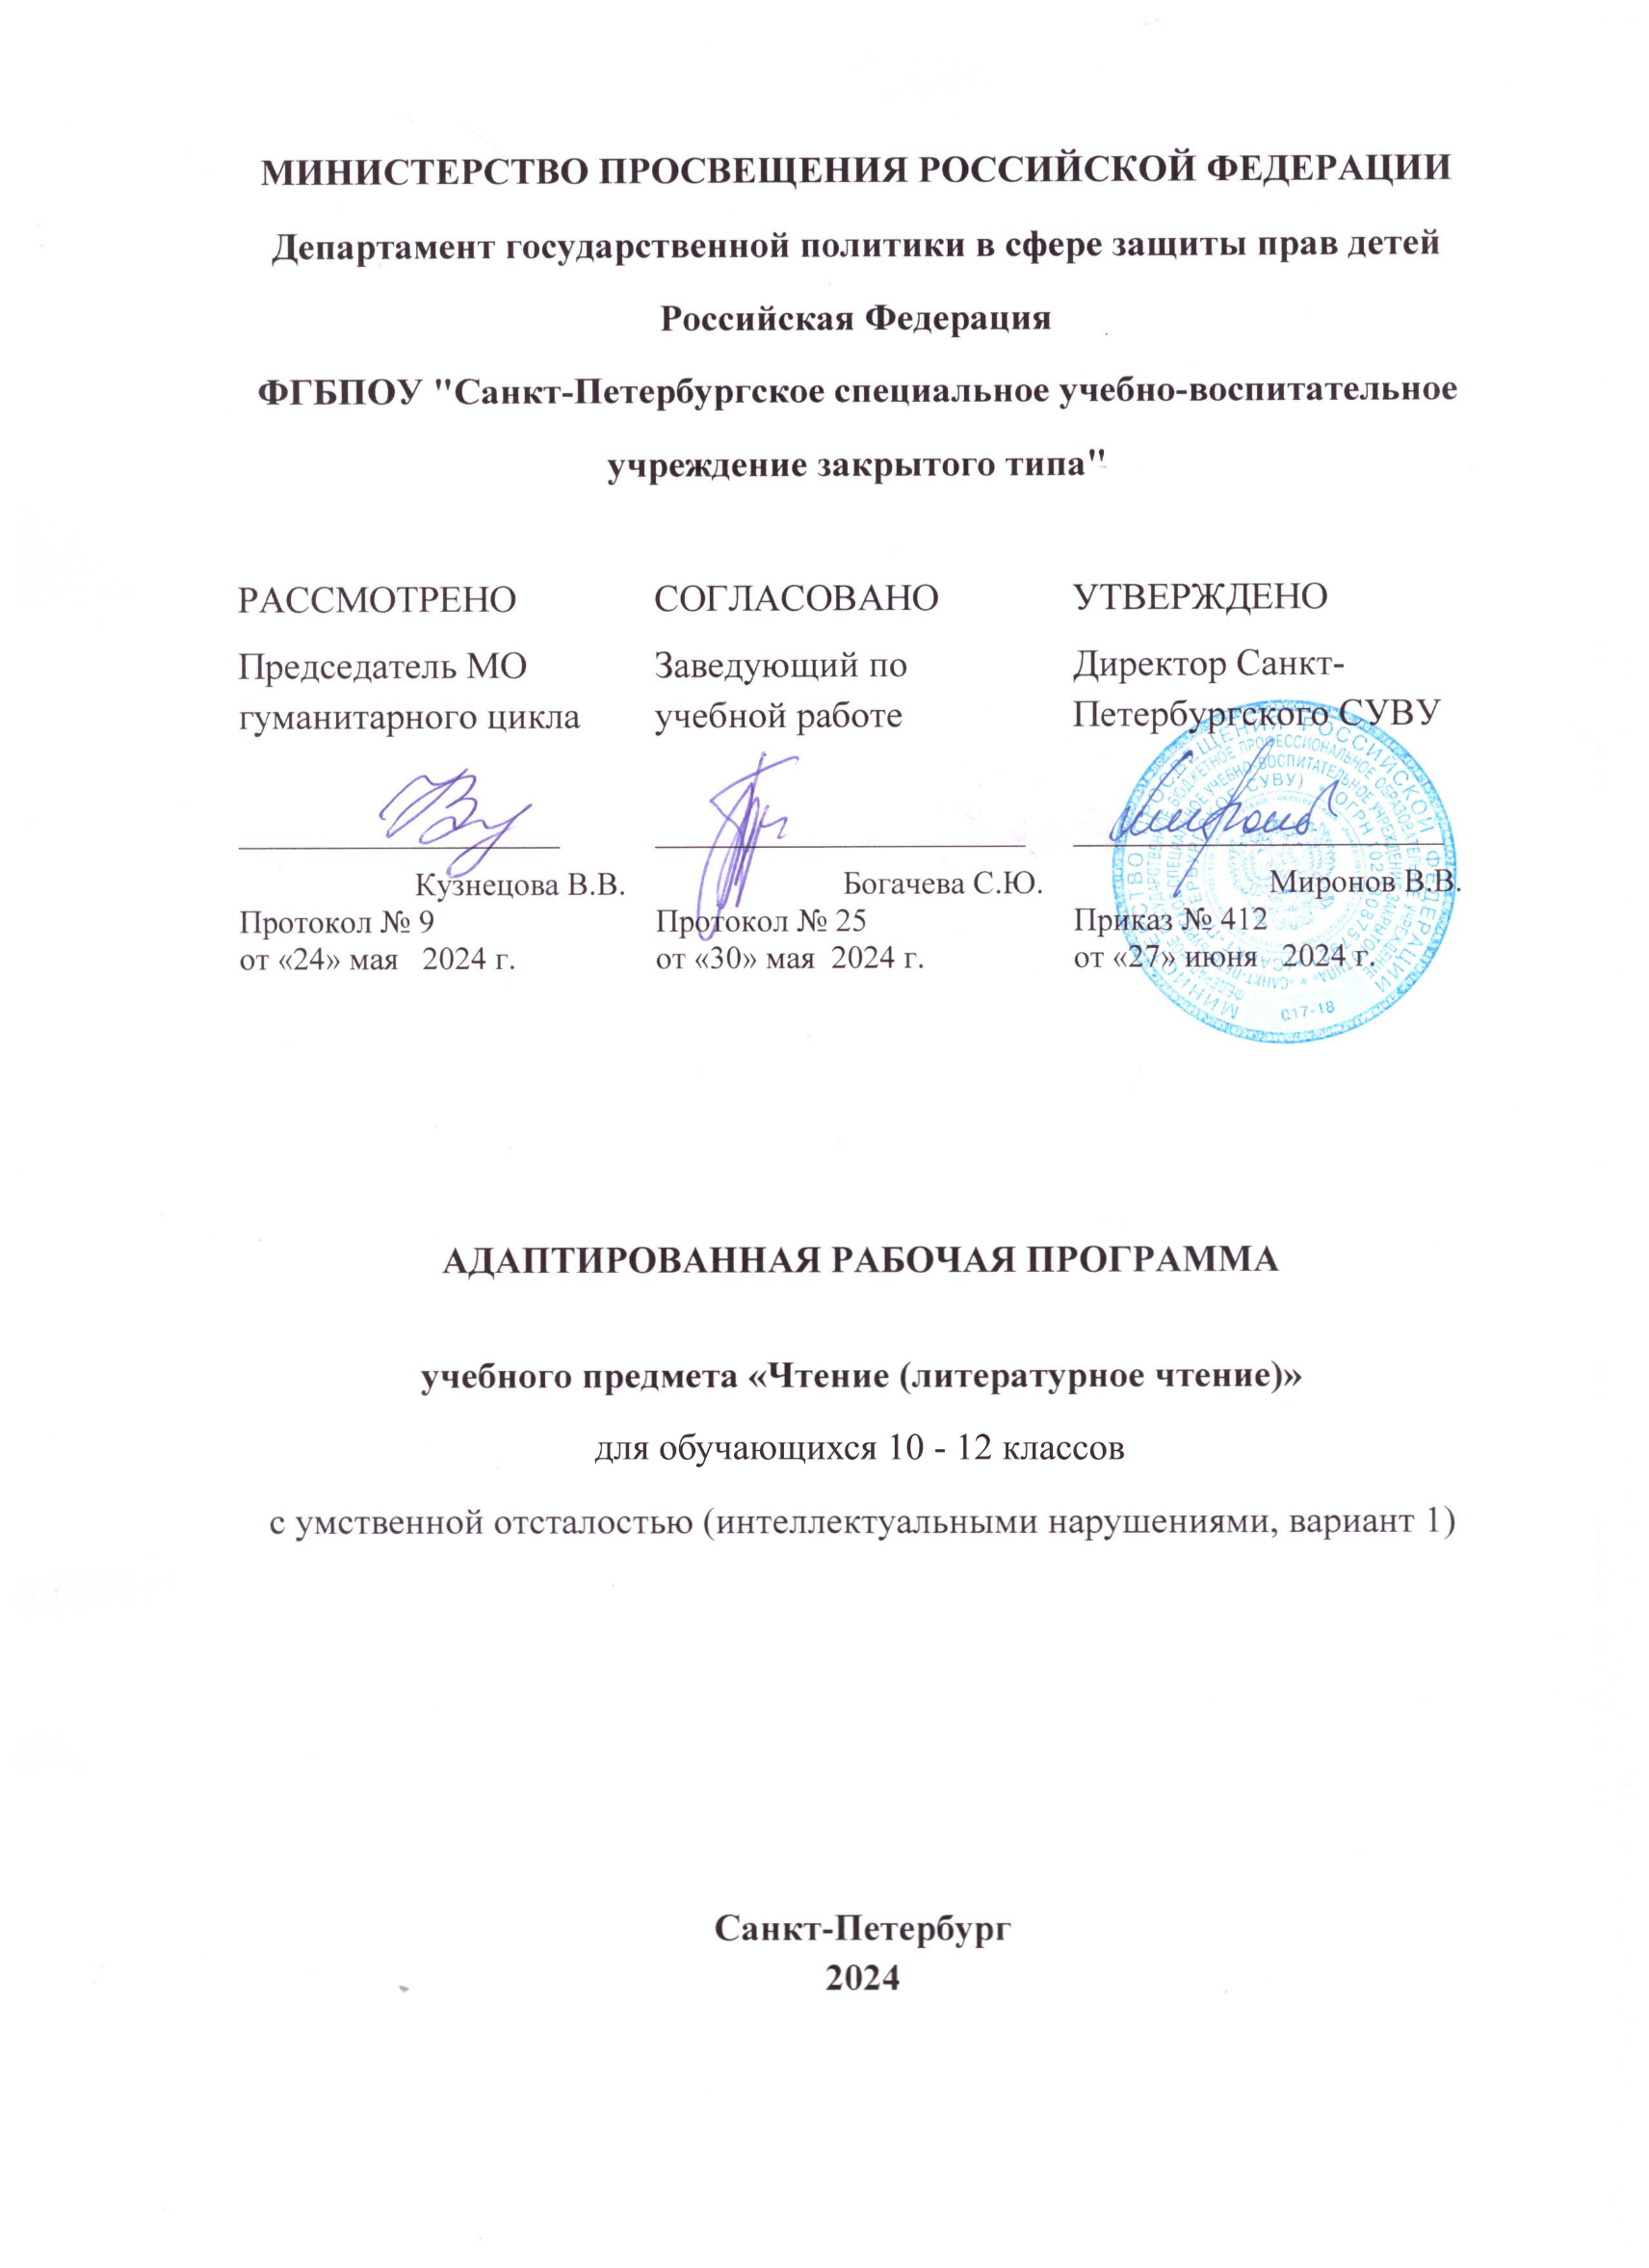 МИНИСТЕРСТВО ПРОСВЕЩЕНИЯ РОССИЙСКОЙ ФЕДЕРАЦИИ
Департамент государственной политики в сфере защиты прав детей
Российская Федерация
ФГБПОУ "Санкт-Петербургское специальное учебно-воспитательное
учреждение закрытого типа"
РАССМОТРЕНО
Председатель МО
гуманитарного цикла
Кузнецова В.В.
Протокол № 9
от «24» мая 2024 г.
СОГЛАСОВАНО
Заведующий по
учебной работе
Богачева С.Ю.
Протокол № 25
от «30» мая 2024 г.
УТВЕРЖДЕНО
Директор Санкт-
Петербургского СУВУ
Миронов В.В.
Приказ № 412
от «27» июня 2024 г.
017-18
АДАПТИРОВАННАЯ РАБОЧАЯ ПРОГРАММА
учебного предмета «Чтение (литературное чтение)»
для обучающихся 10 - 12 классов
с умственной отсталостью (интеллектуальными нарушениями, вариант 1)
Санкт-Петербург
2024